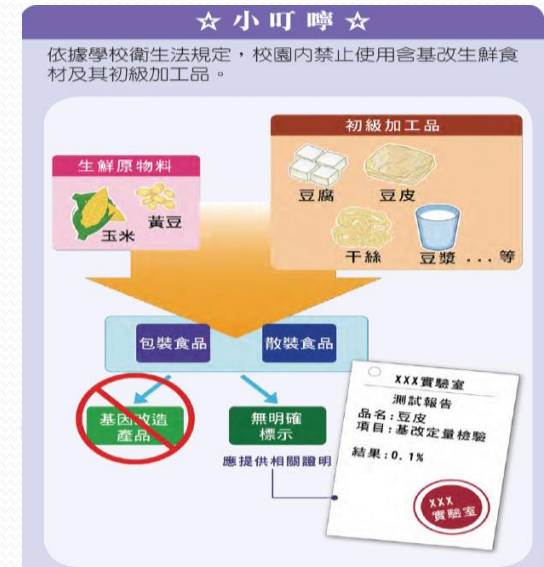 ☆ 小叮嚀 ☆
依據學校衛生法規定，校園內禁止使用含基改生鮮食
材及其初級加工品。
初級加工品
豆腐
豆皮
干絲
豆漿...等
生鮮原物料
玉米
黃豆
包裝食品
散裝食品
基因改造
產品
無明確
標示
應提供相關證明
XXX實驗室
測試報告
品名:豆皮
項目:基改定量檢驗
結果:0.1%
XXX
實驗室